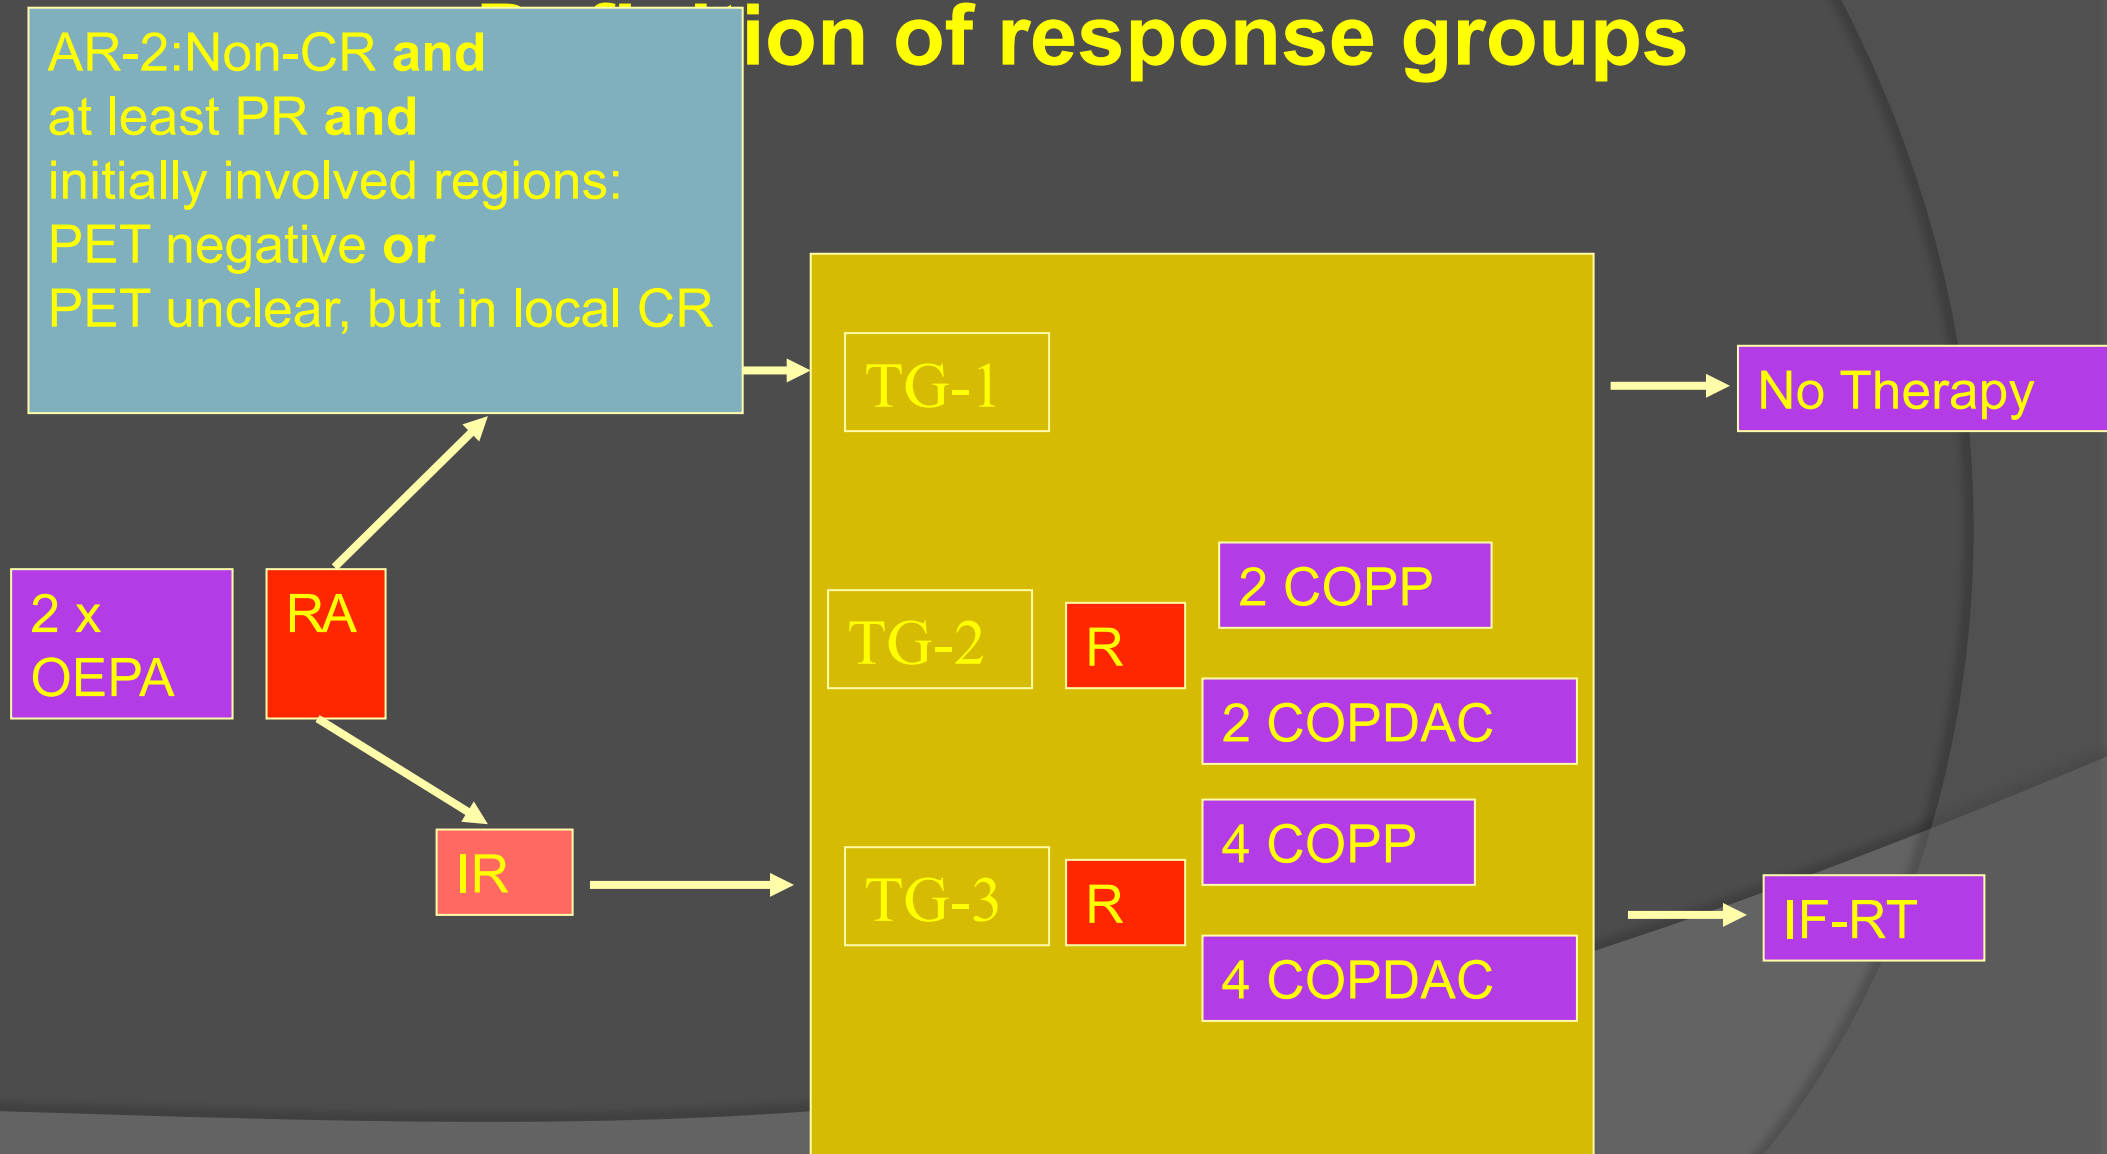 ion of response groups
AR-2:Non-CR and
at least PR and
initially involved regions:
PET negative or
PET unclear, but in local CR
TG-1
No Therapy
2 x
OEPA
RA
TG-2
R
2 COPP
2 COPDAC
IR
TG-3
R
4 COPP
4 COPDAC
IF-RT